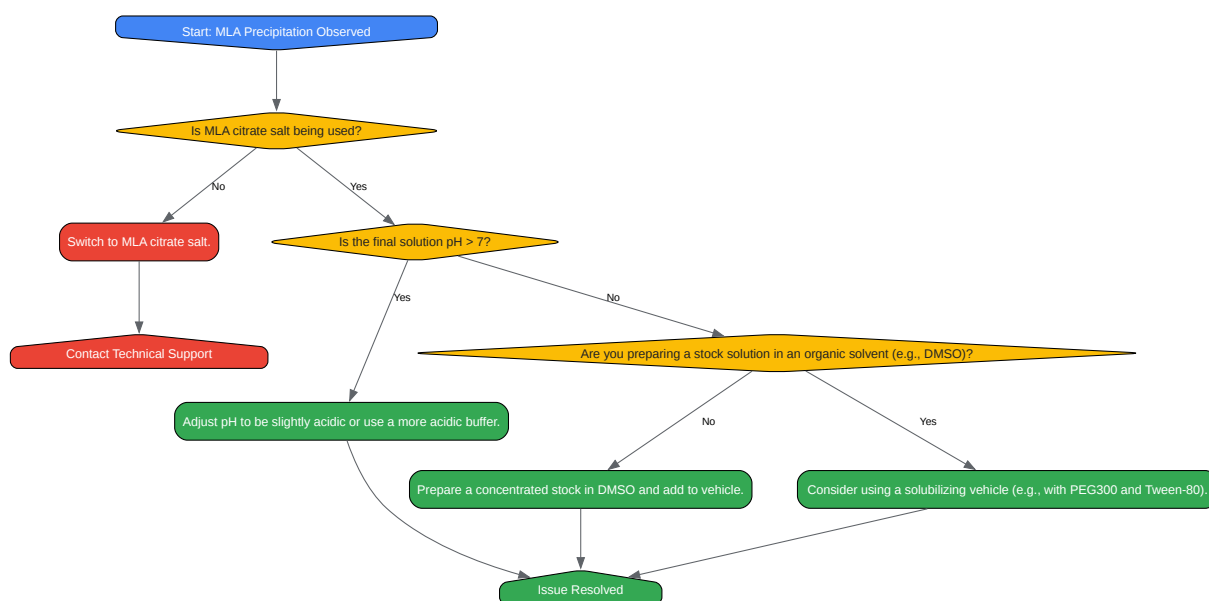 Start: MLA Precipitation Observed
Is MLA citrate salt being used?
No
Yes
Switch to MLA citrate salt.
Is the final solution pH > 7?
Yes
No
Contact Technical Support
Are you preparing a stock solution in an organic solvent (e.g., DMSO)?
Adjust pH to be slightly acidic or use a more acidic buffer.
No
Yes
Prepare a concentrated stock in DMSO and add to vehicle.
Consider using a solubilizing vehicle (e.g., with PEG300 and Tween-80).
Issue Resolved